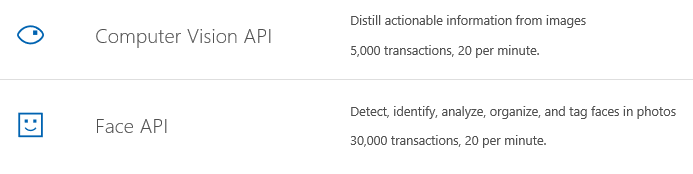 Computer Vision API
Distill actionable information from images
5,000 transactions, 20 per minute.
Face API
Detect, identify, analyze, organize, and tag faces in photos
30,000 transactions, 20 per minute.